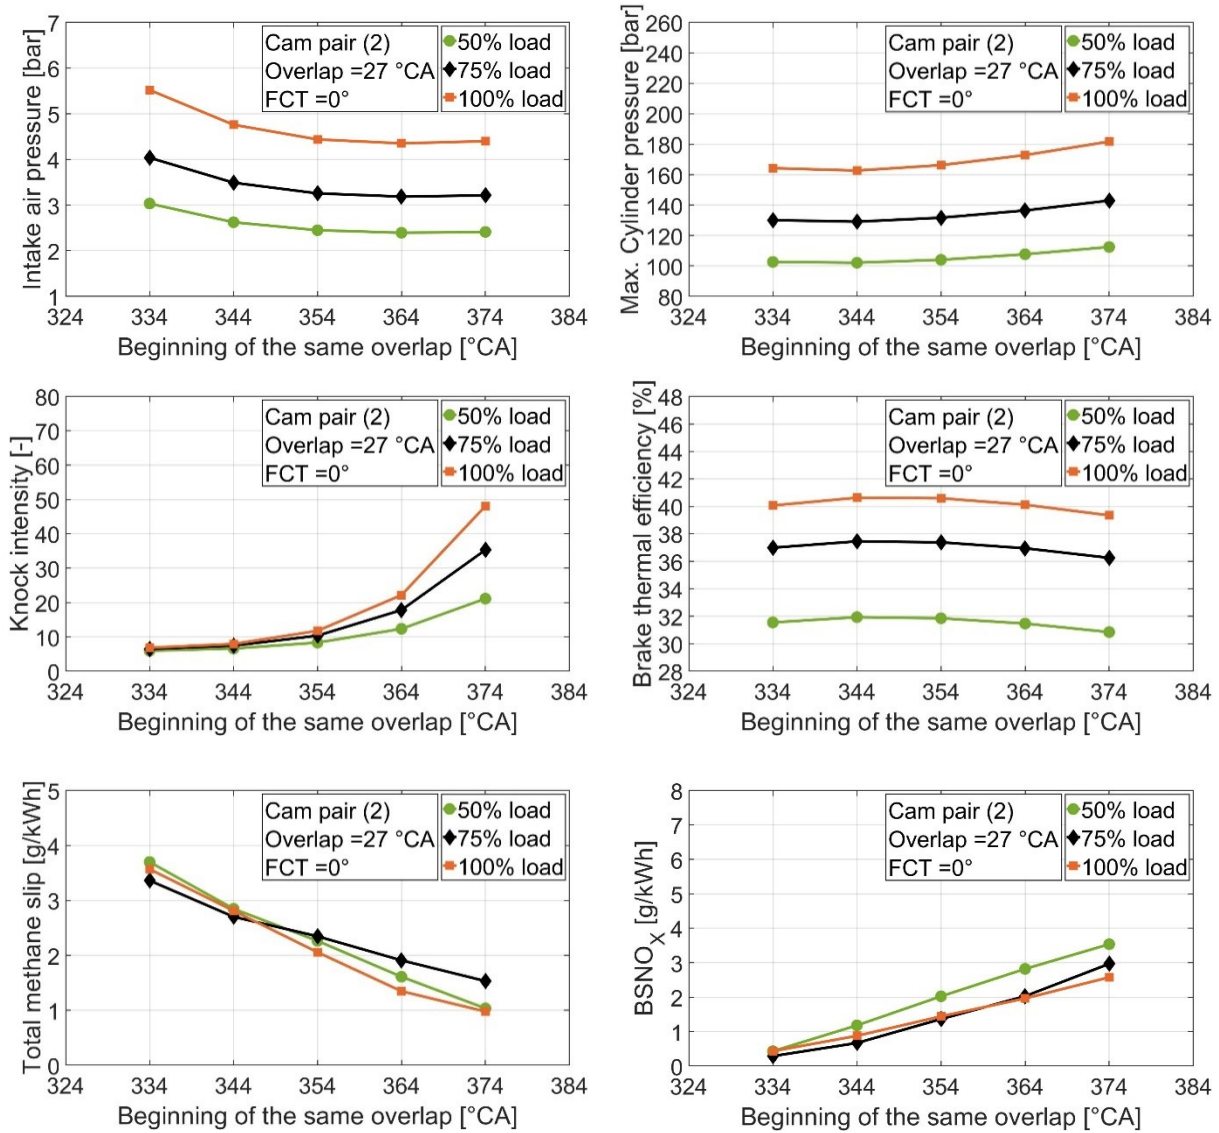 Intake air pressure [bar]
7
6
5
4
3
2
1
324 334 344 354 364 374 384
Beginning of the same overlap [°CA]
Cam pair (2)
Overlap =27 °CA
FCT =0°
50% load
75% load
100% load
Max. Cylinder pressure [bar]
260
240
220
200
180
160
140
120
100
80
324 334 344 354 364 374 384
Beginning of the same overlap [°CA]
Cam pair (2)
Overlap =27 °CA
FCT =0°
50% load
75% load
100% load
Knock intensity [-]
80
70
60
50
40
30
20
10
0
324 334 344 354 364 374 384
Beginning of the same overlap [°CA]
Cam pair (2)
Overlap =27 °CA
FCT =0°
50% load
75% load
100% load
Brake thermal efficiency [%]
48
46
44
42
40
38
36
34
32
30
28
324 334 344 354 364 374 384
Beginning of the same overlap [°CA]
Cam pair (2)
Overlap =27 °CA
FCT =0°
50% load
75% load
100% load
Total methane slip [g/kWh]
5
4
3
2
1
0
324 334 344 354 364 374 384
Beginning of the same overlap [°CA]
Cam pair (2)
Overlap =27 °CA
FCT =0°
50% load
75% load
100% load
BSNO_X [g/kWh]
8
7
6
5
4
3
2
1
0
324 334 344 354 364 374 384
Beginning of the same overlap [°CA]
Cam pair (2)
Overlap =27 °CA
FCT =0°
50% load
75% load
100% load